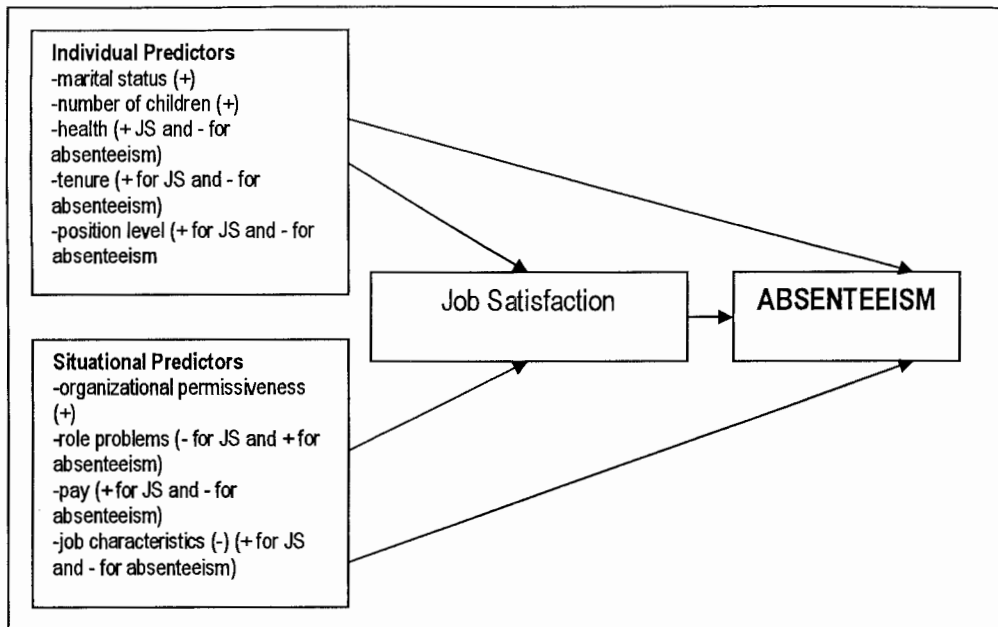 Individual Predictors
-marital status (+)
-number of children (+)
-health (+ JS and - for
absenteeism)
-tenure (+ for JS and - for
absenteeism)
-position level (+ for JS and - for
absenteeism
Job Satisfaction
ABSENTEEISM
Situational Predictors
-organizational permissiveness
(+)
-role problems (- for JS and + for
absenteeism)
-pay (+ for JS and - for
absenteeism)
-job characteristics (-) (+ for JS
and - for absenteeism)